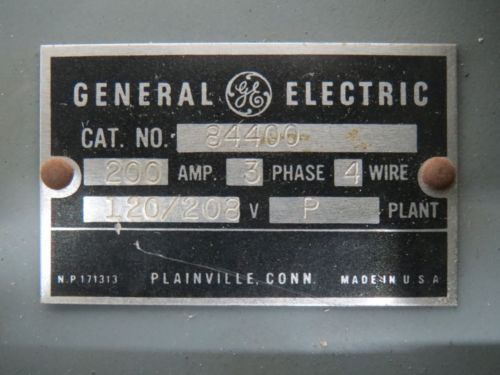 GENERAL GE ELECTRIC
CAT. NO. 84400
200 AMP. 3 PHASE 4 WIRE
120/208 V P PLANT
N.P 171313 PLAINVILLE, CONN. MADE IN U.S.A